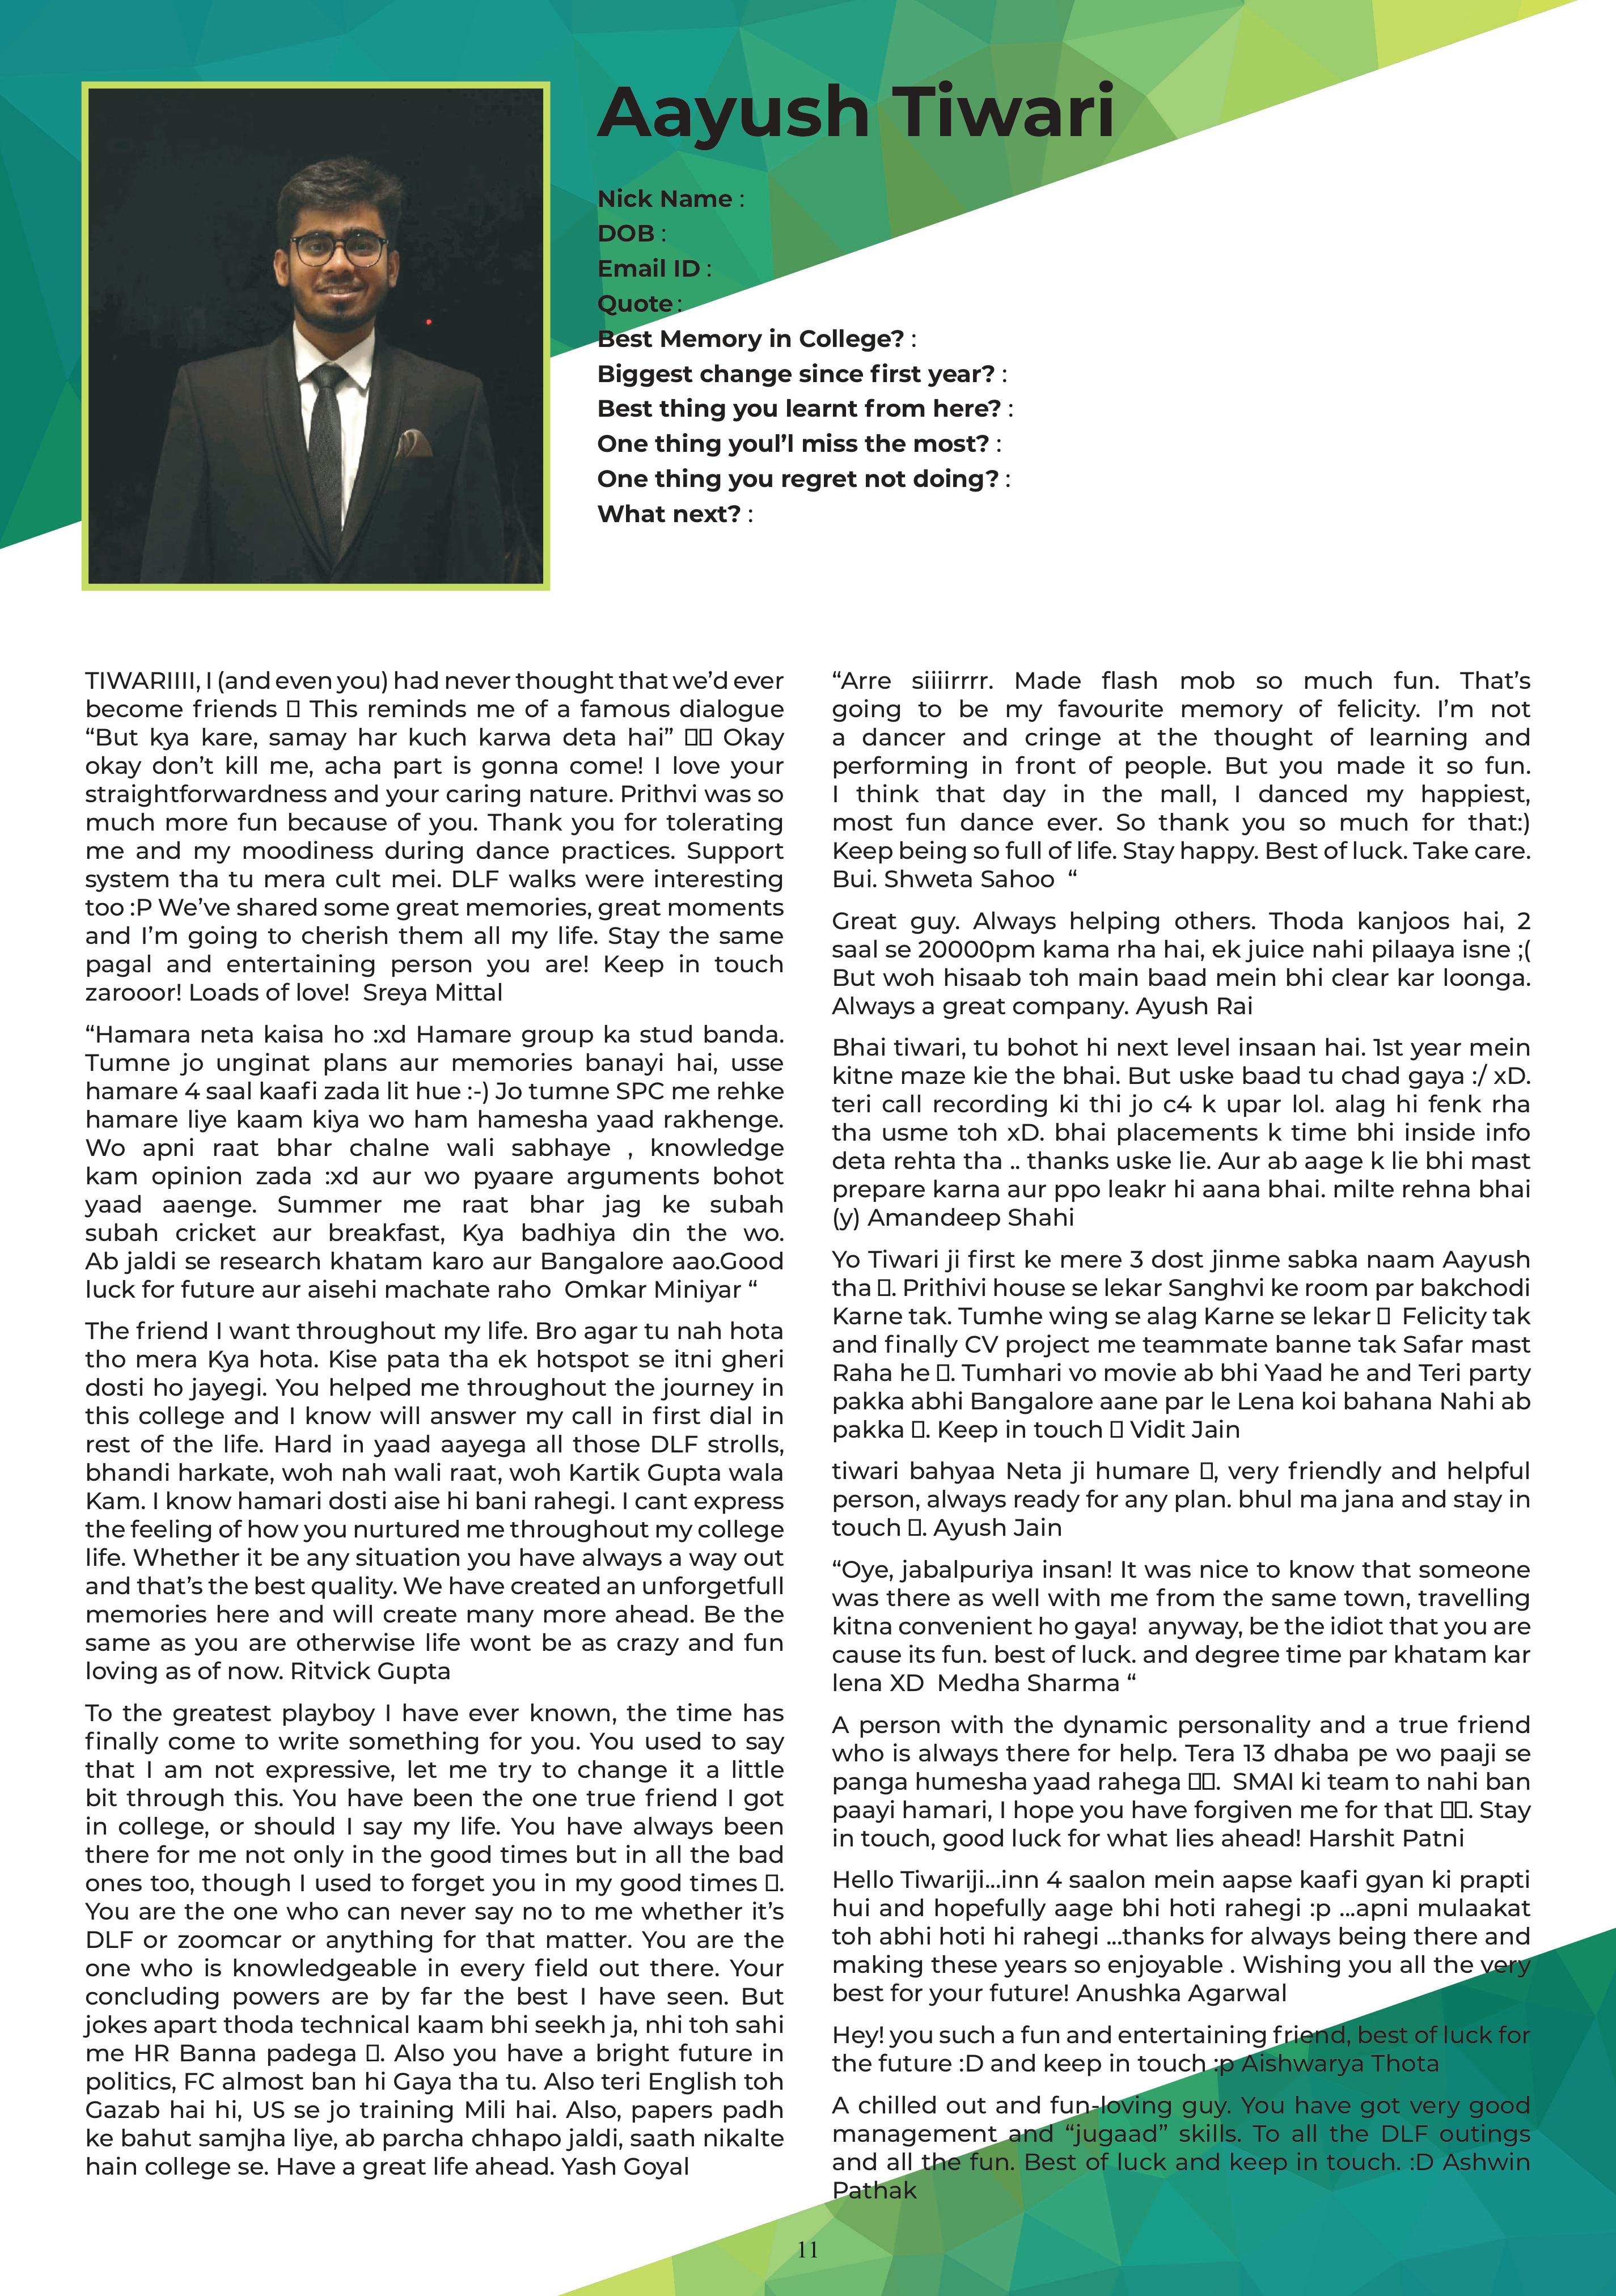 Aayush Tiwari
Nick Name :
DOB :
Email ID :
Quote :
Best Memory in College? :
Biggest change since first year? :
Best thing you learnt from here? :
One thing youl’l miss the most? :
One thing you regret not doing? :
What next? :
TIWARIIII, I (and even you) had never thought that we’d ever
become friends 􀀀 This reminds me of a famous dialogue
“But kya kare, samay har kuch karwa deta hai” 􀀀􀀀 Okay
okay don’t kill me, acha part is gonna come! I love your
straightforwardness and your caring nature. Prithvi was so
much more fun because of you. Thank you for tolerating
me and my moodiness during dance practices. Support
system tha tu mera cult mei. DLF walks were interesting
too :P We’ve shared some great memories, great moments
and I’m going to cherish them all my life. Stay the same
pagal and entertaining person you are! Keep in touch
zarooor! Loads of love!  Sreya Mittal
“Hamara neta kaisa ho :xd Hamare group ka stud banda.
Tumne jo unginat plans aur memories banayi hai, usse
hamare 4 saal kaafi zada lit hue :-) Jo tumne SPC me rehke
hamare liye kaam kiya wo ham hamesha yaad rakhenge.
Wo apni raat bhar chalne wali sabhaye , knowledge
kam opinion zada :xd aur wo pyaare arguments bohot
yaad aaenge. Summer me raat bhar jag ke subah
subah cricket aur breakfast, Kya badhiya din the wo.
Ab jaldi se research khatam karo aur Bangalore aao.Good
luck for future aur aisehi machate raho  Omkar Miniyar “
The friend I want throughout my life. Bro agar tu nah hota
tho mera Kya hota. Kise pata tha ek hotspot se itni gheri
dosti ho jayegi. You helped me throughout the journey in
this college and I know will answer my call in first dial in
rest of the life. Hard in yaad aayega all those DLF strolls,
bhandi harkate, woh nah wali raat, woh Kartik Gupta wala
Kam. I know hamari dosti aise hi bani rahegi. I cant express
the feeling of how you nurtured me throughout my college
life. Whether it be any situation you have always a way out
and that’s the best quality. We have created an unforgetfull
memories here and will create many more ahead. Be the
same as you are otherwise life wont be as crazy and fun
loving as of now. Ritvick Gupta
To the greatest playboy I have ever known, the time has
finally come to write something for you. You used to say
that I am not expressive, let me try to change it a little
bit through this. You have been the one true friend I got
in college, or should I say my life. You have always been
there for me not only in the good times but in all the bad
ones too, though I used to forget you in my good times 􀀀.
You are the one who can never say no to me whether it’s
DLF or zoomcar or anything for that matter. You are the
one who is knowledgeable in every field out there. Your
concluding powers are by far the best I have seen. But
jokes apart thoda technical kaam bhi seekh ja, nhi toh sahi
me HR Banna padega 􀀀. Also you have a bright future in
politics, FC almost ban hi Gaya tha tu. Also teri English toh
Gazab hai hi, US se jo training Mili hai. Also, papers padh
ke bahut samjha liye, ab parcha chhapo jaldi, saath nikalte
hain college se. Have a great life ahead. Yash Goyal
“Arre siiiirrrr. Made flash mob so much fun. That’s
going to be my favourite memory of felicity. I’m not
a dancer and cringe at the thought of learning and
performing in front of people. But you made it so fun.
I think that day in the mall, I danced my happiest,
most fun dance ever. So thank you so much for that:)
Keep being so full of life. Stay happy. Best of luck. Take care.
Bui. Shweta Sahoo  “
Great guy. Always helping others. Thoda kanjoos hai, 2
saal se 20000pm kama rha hai, ek juice nahi pilaaya isne ;(
But woh hisaab toh main baad mein bhi clear kar loonga.
Always a great company. Ayush Rai
Bhai tiwari, tu bohot hi next level insaan hai. 1st year mein
kitne maze kie the bhai. But uske baad tu chad gaya :/ xD.
teri call recording ki thi jo c4 k upar lol. alag hi fenk rha
tha usme toh xD. bhai placements k time bhi inside info
deta rehta tha .. thanks uske lie. Aur ab aage k lie bhi mast
prepare karna aur ppo leakr hi aana bhai. milte rehna bhai
(y) Amandeep Shahi
Yo Tiwari ji first ke mere 3 dost jinme sabka naam Aayush
tha 􀀀. Prithivi house se lekar Sanghvi ke room par bakchodi
Karne tak. Tumhe wing se alag Karne se lekar 􀀀  Felicity tak
and finally CV project me teammate banne tak Safar mast
Raha he 􀀀. Tumhari vo movie ab bhi Yaad he and Teri party
pakka abhi Bangalore aane par le Lena koi bahana Nahi ab
pakka 􀀀. Keep in touch 􀀀 Vidit Jain
tiwari bahyaa Neta ji humare 􀀀, very friendly and helpful
person, always ready for any plan. bhul ma jana and stay in
touch 􀀀. Ayush Jain
“Oye, jabalpuriya insan! It was nice to know that someone
was there as well with me from the same town, travelling
kitna convenient ho gaya!  anyway, be the idiot that you are
cause its fun. best of luck. and degree time par khatam kar
lena XD  Medha Sharma “
A person with the dynamic personality and a true friend
who is always there for help. Tera 13 dhaba pe wo paaji se
panga humesha yaad rahega 􀀀􀀀.  SMAI ki team to nahi ban
paayi hamari, I hope you have forgiven me for that 􀀀􀀀. Stay
in touch, good luck for what lies ahead! Harshit Patni
Hello Tiwariji...inn 4 saalon mein aapse kaafi gyan ki prapti
hui and hopefully aage bhi hoti rahegi :p ...apni mulaakat
toh abhi hoti hi rahegi ...thanks for always being there and
making these years so enjoyable . Wishing you all the very
best for your future! Anushka Agarwal
Hey! you such a fun and entertaining friend, best of luck for
the future :D and keep in touch :p Aishwarya Thota
A chilled out and fun-loving guy. You have got very good
management and “jugaad” skills. To all the DLF outings
and all the fun. Best of luck and keep in touch. :D Ashwin
Pathak
11